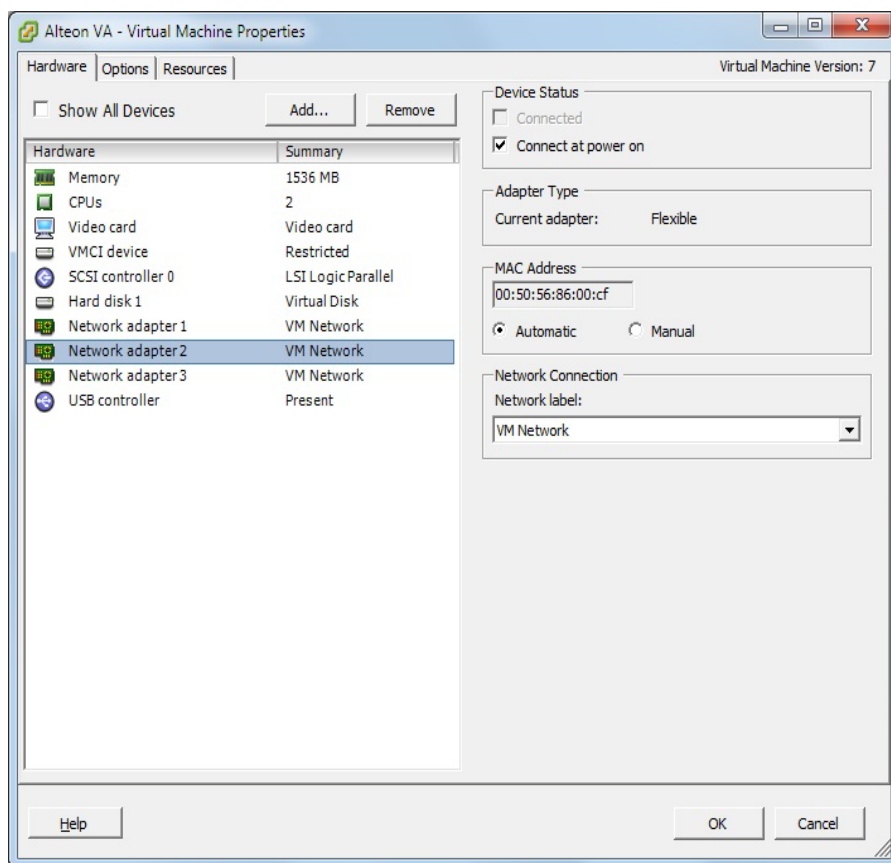 Alteon VA - Virtual Machine Properties
Hardware Options Resources Virtual Machine Version: 7
Show All Devices Add... Remove
Hardware Summary
Memory 1536 MB
CPUs 2
Video card Video card
VMCI device Restricted
SCSI controller 0 LSI Logic Parallel
Hard disk 1 Virtual Disk
Network adapter 1 VM Network
Network adapter 2 VM Network
Network adapter 3 VM Network
USB controller Present
Device Status
Connected
Connect at power on
Adapter Type
Current adapter: Flexible
MAC Address
00:50:56:86:00:cf
Automatic Manual
Network Connection
Network label:
VM Network
Help OK Cancel